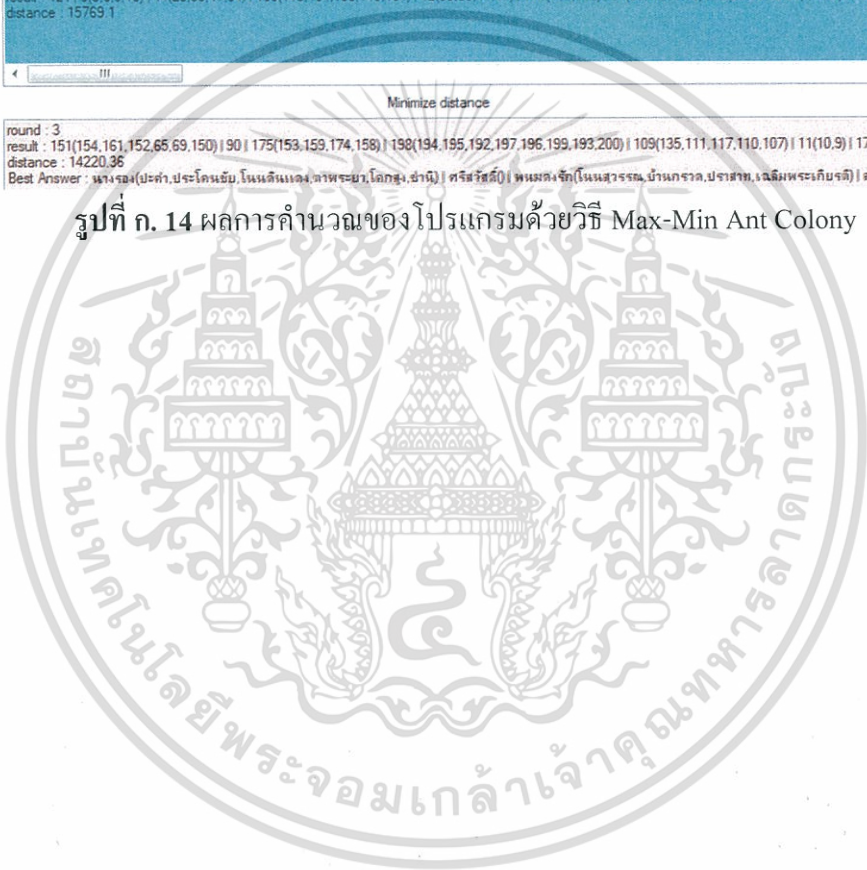 distance : 15769.1
Minimize distance
round : 3
result : 151(154,161,152,65,69,150) | 90 | 175(153,159,174,158) | 198(194,195,192,197,196,199,193,200) | 109(135,111,117,110,107) | 11(10,9) | 17
distance : 14220.36
Best Answer : นางรอง(ปะคำ,ประโคนชัย,โนนดินแดง,ตาพระยา,โคกสูง,ชำนิ) | ศรีสวัสดิ์() | พนมดงรัก(โนนสุวรรณ,บ้านกรวด,ปราสาท,เฉลิมพระเกียรติ) |
รูปที่ ก. 14 ผลการคำนวณของโปรแกรมด้วยวิธี Max-Min Ant Colony
สถาบันเทคโนโลยีพระจอมเกล้าเจ้าคุณทหารลาดกระบัง